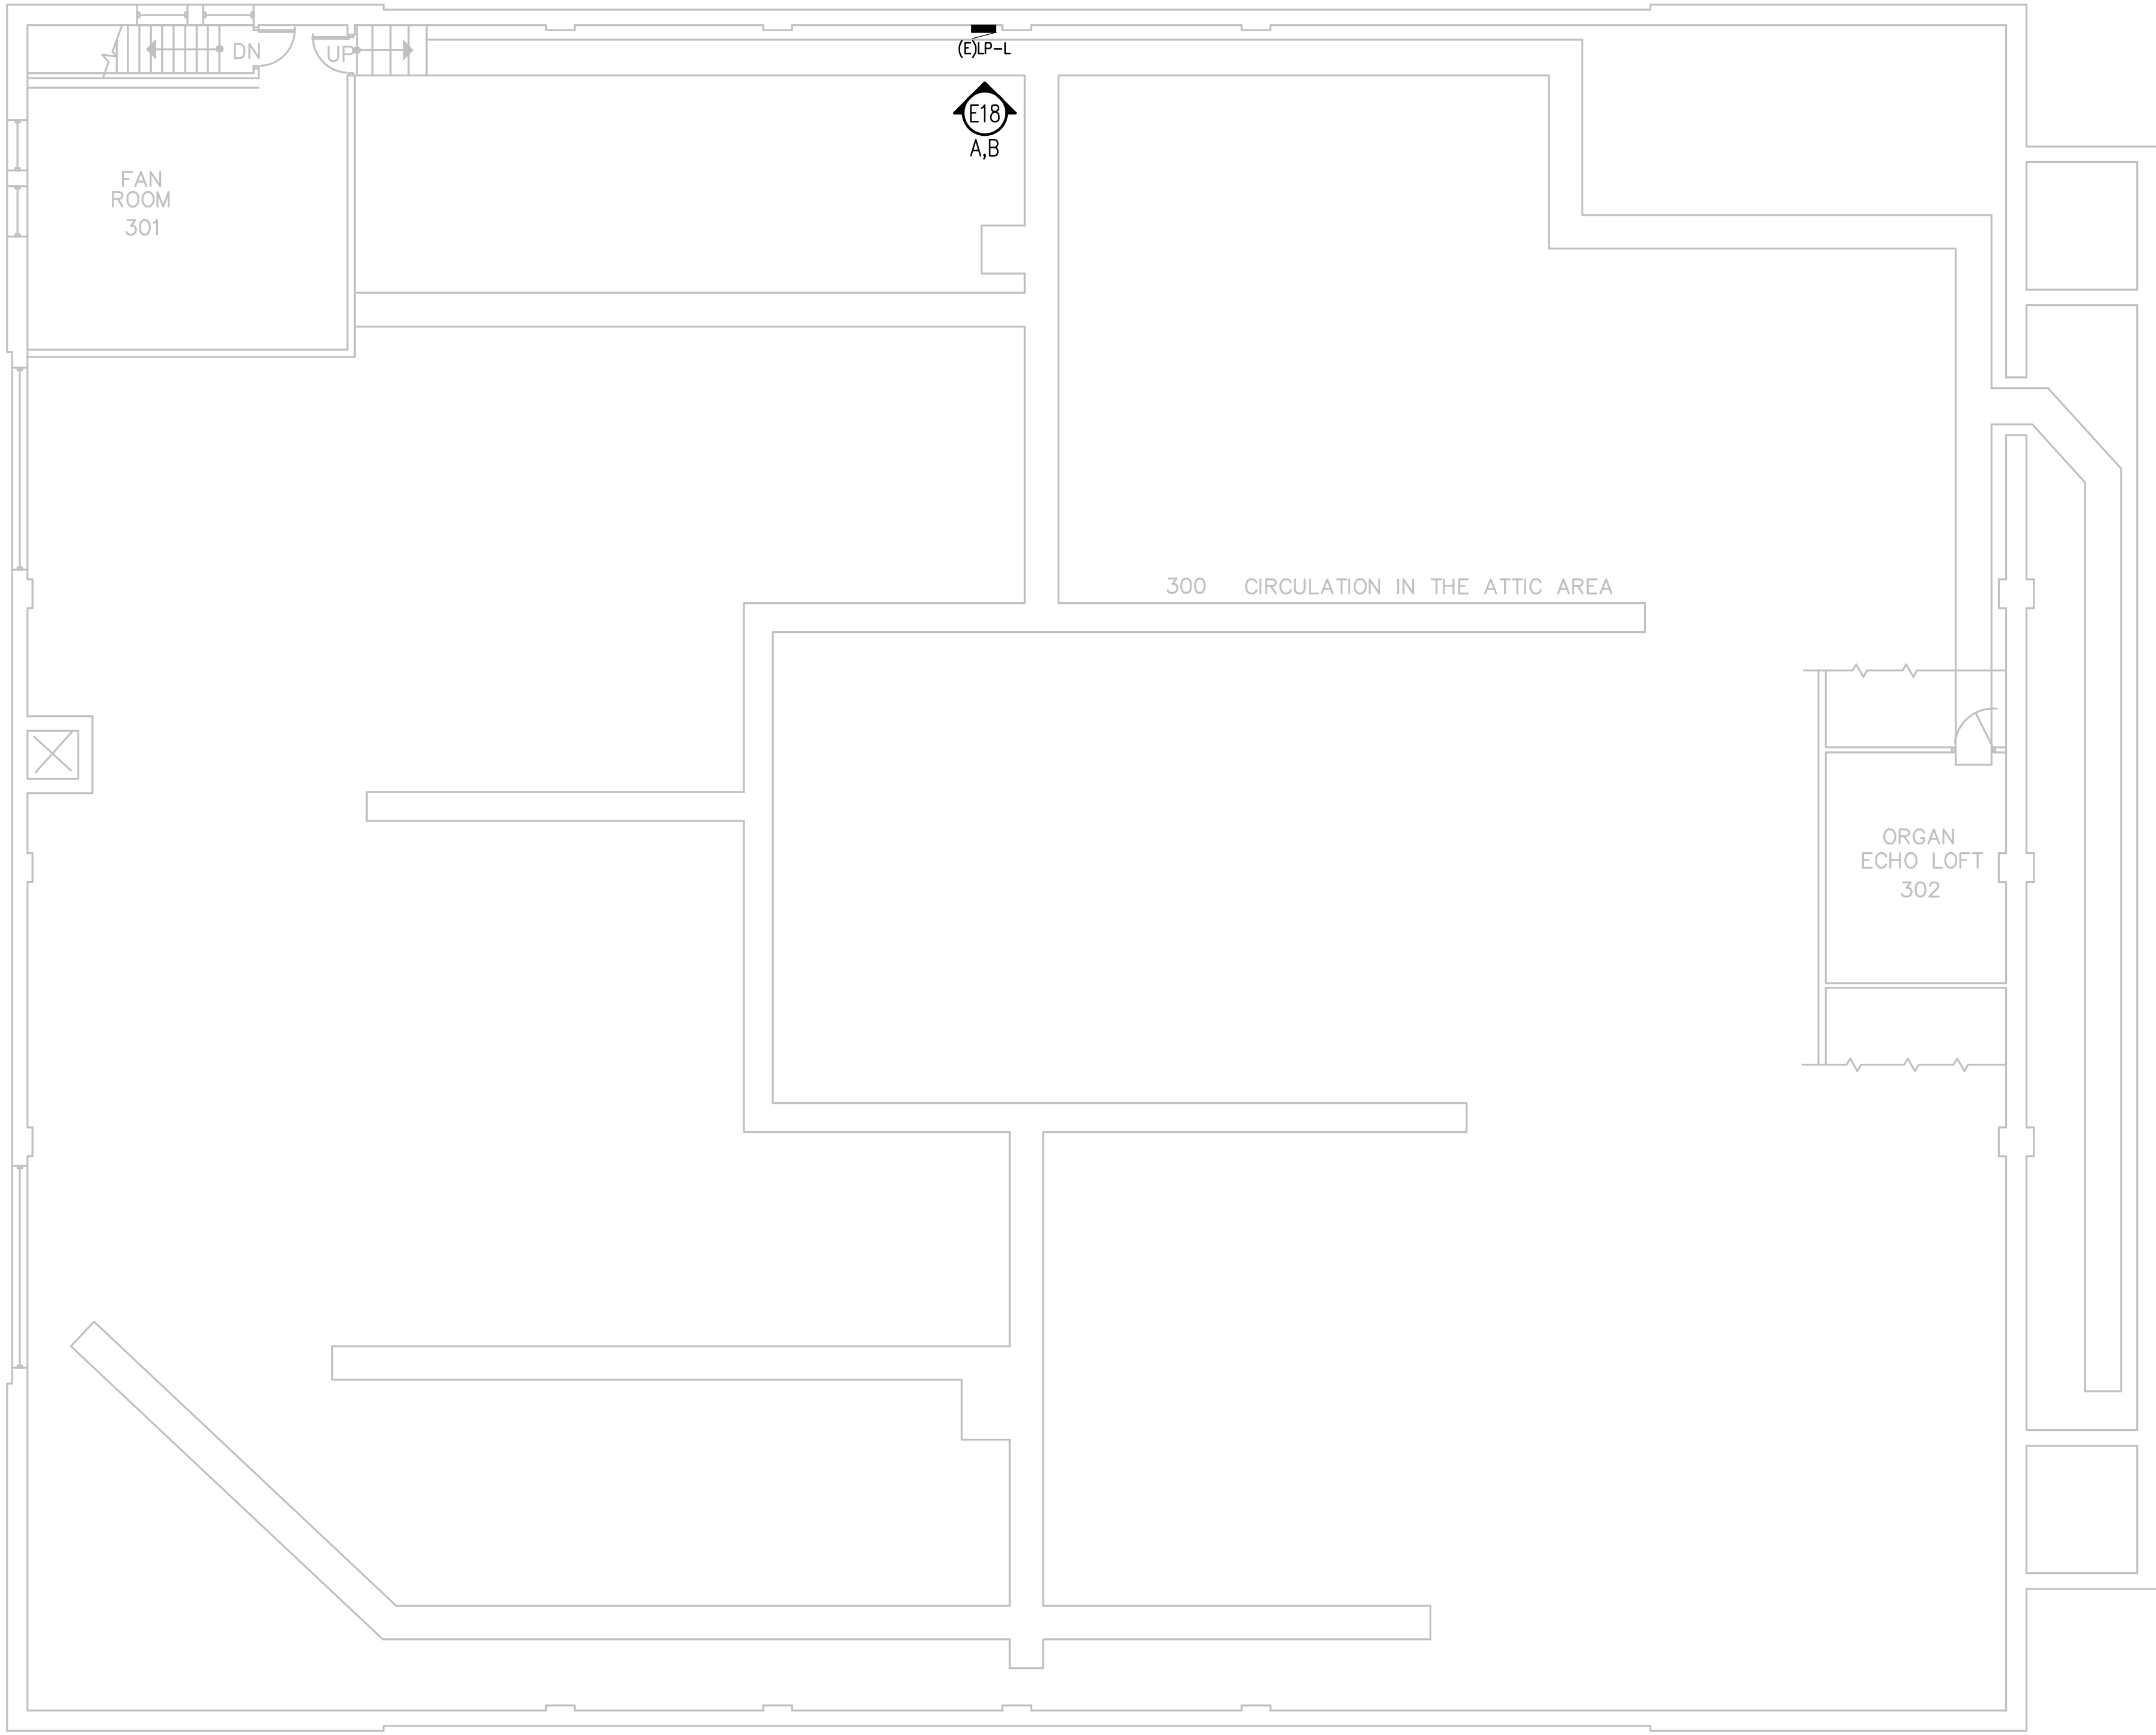 DN
UP
(E)LP-L
E18
A,B
FAN
ROOM
301
300 CIRCULATION IN THE ATTIC AREA
ORGAN
ECHO LOFT
302